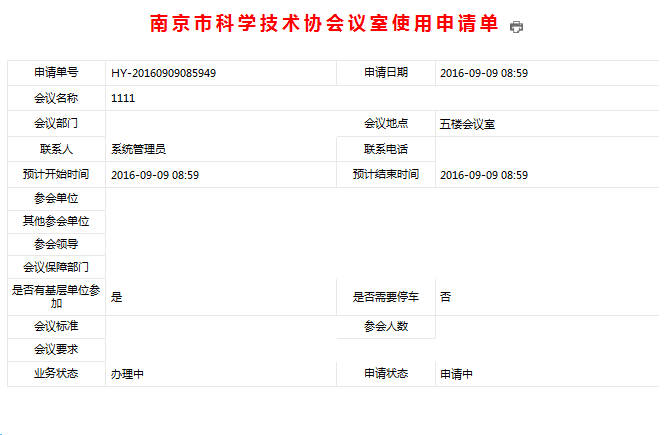 南京市科学技术协会议室使用申请单
申请单号 HY-20160909085949 申请日期 2016-09-09 08:59
会议名称 1111
会议部门 会议地点 五楼会议室
联系人 系统管理员 联系电话
预计开始时间 2016-09-09 08:59 预计结束时间 2016-09-09 08:59
参会单位
其他参会单位
参会领导
会议保障部门
是否有基层单位参
加 是 是否需要停车 否
会议标准 参会人数
会议要求
业务状态 办理中 申请状态 申请中